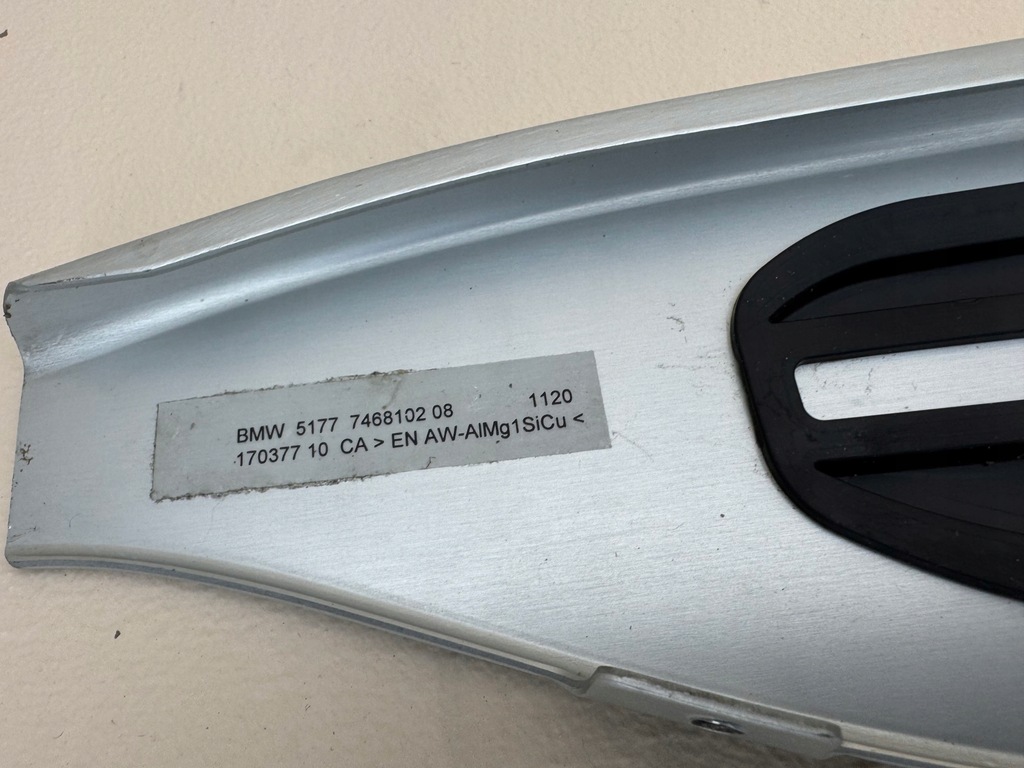 BMW 5177 7468102 08 1120
170377 10 CA > EN AW-AlMg1SiCu <